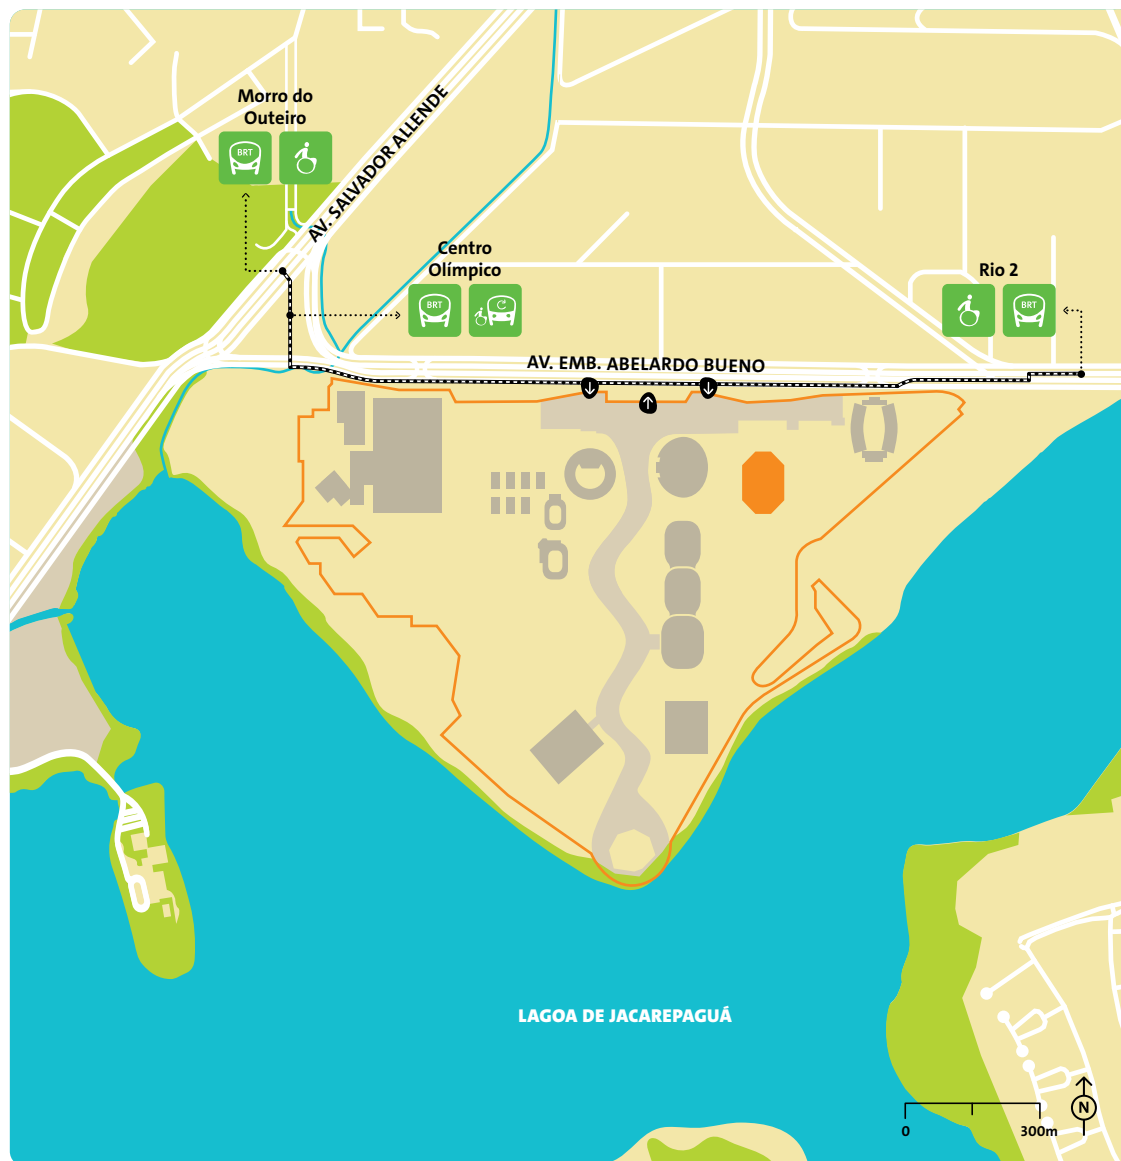 Morro do
Outeiro
BRT
AV. SALVADOR ALLENDE
Centro
Olímpico
BRT
Rio 2
BRT
AV. EMB. ABELARDO BUENO
LAGOA DE JACAREPAGUÁ
N
0
300m